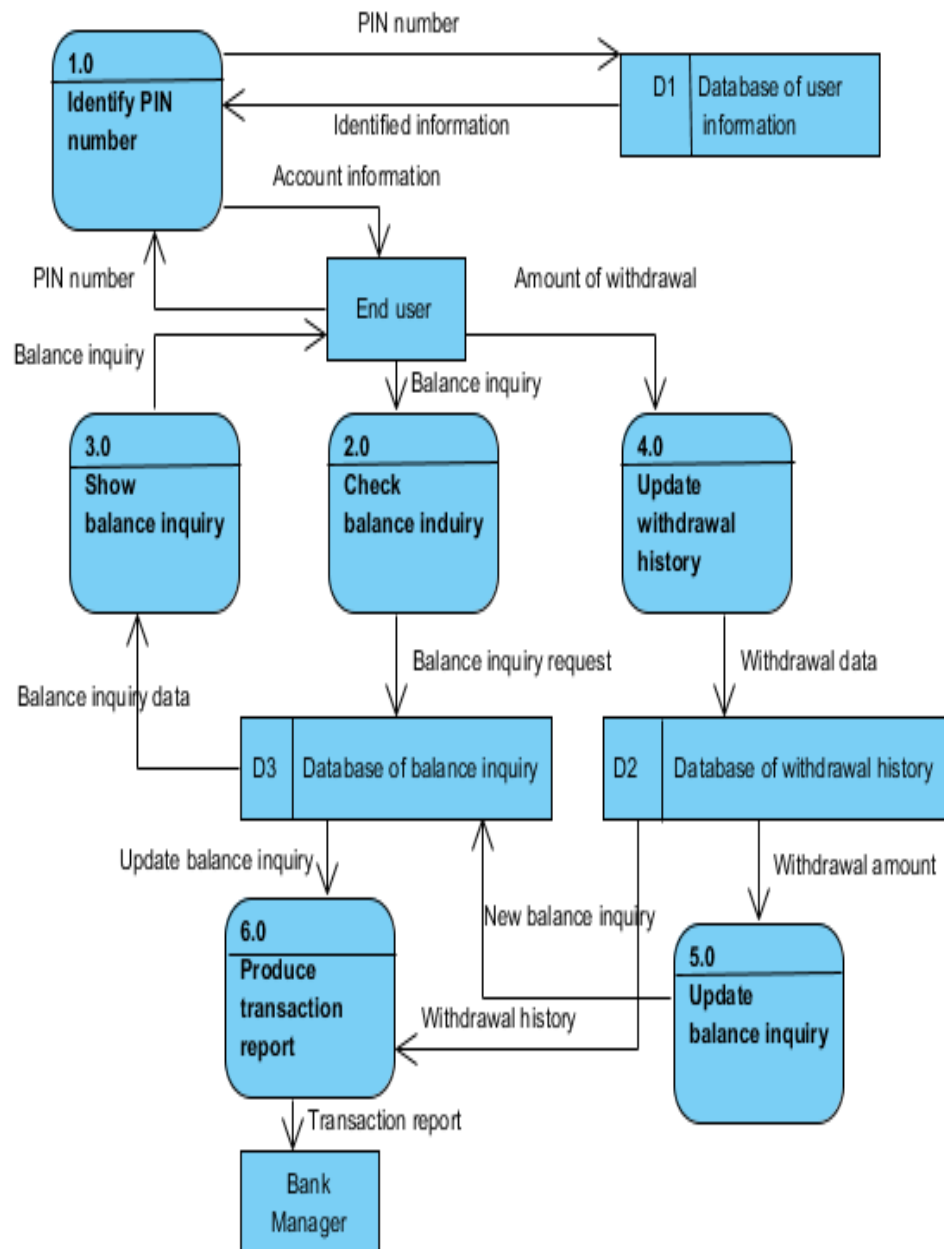 PIN number
1.0
Identify PIN
number
D1
Database of user
information
Identified information
Account information
PIN number
End user
Amount of withdrawal
Balance inquiry
Balance inquiry
3.0
Show
balance inquiry
2.0
Check
balance induiry
4.0
Update
withdrawal
history
Balance inquiry request
Withdrawal data
Balance inquiry data
D3
Database of balance inquiry
D2
Database of withdrawal history
Update balance inquiry
Withdrawal amount
New balance inquiry
6.0
Produce
transaction
report
5.0
Update
balance inquiry
Withdrawal history
Transaction report
Bank
Manager